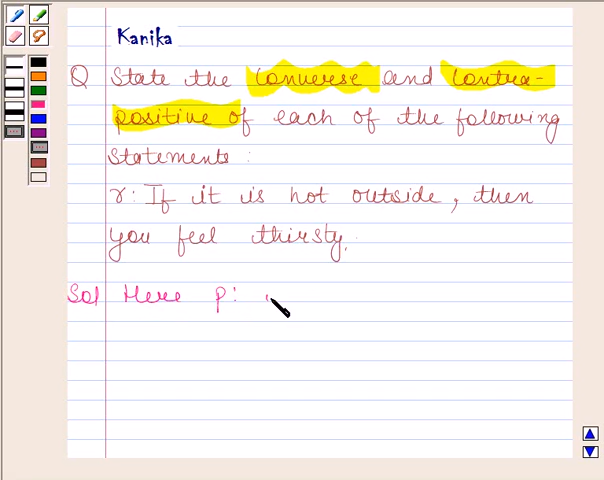 Kanika
Q State the converse and contra-
positive of each of the following
statements :
r : If it is hot outside, then
you feel thirsty.
Sol Here p :